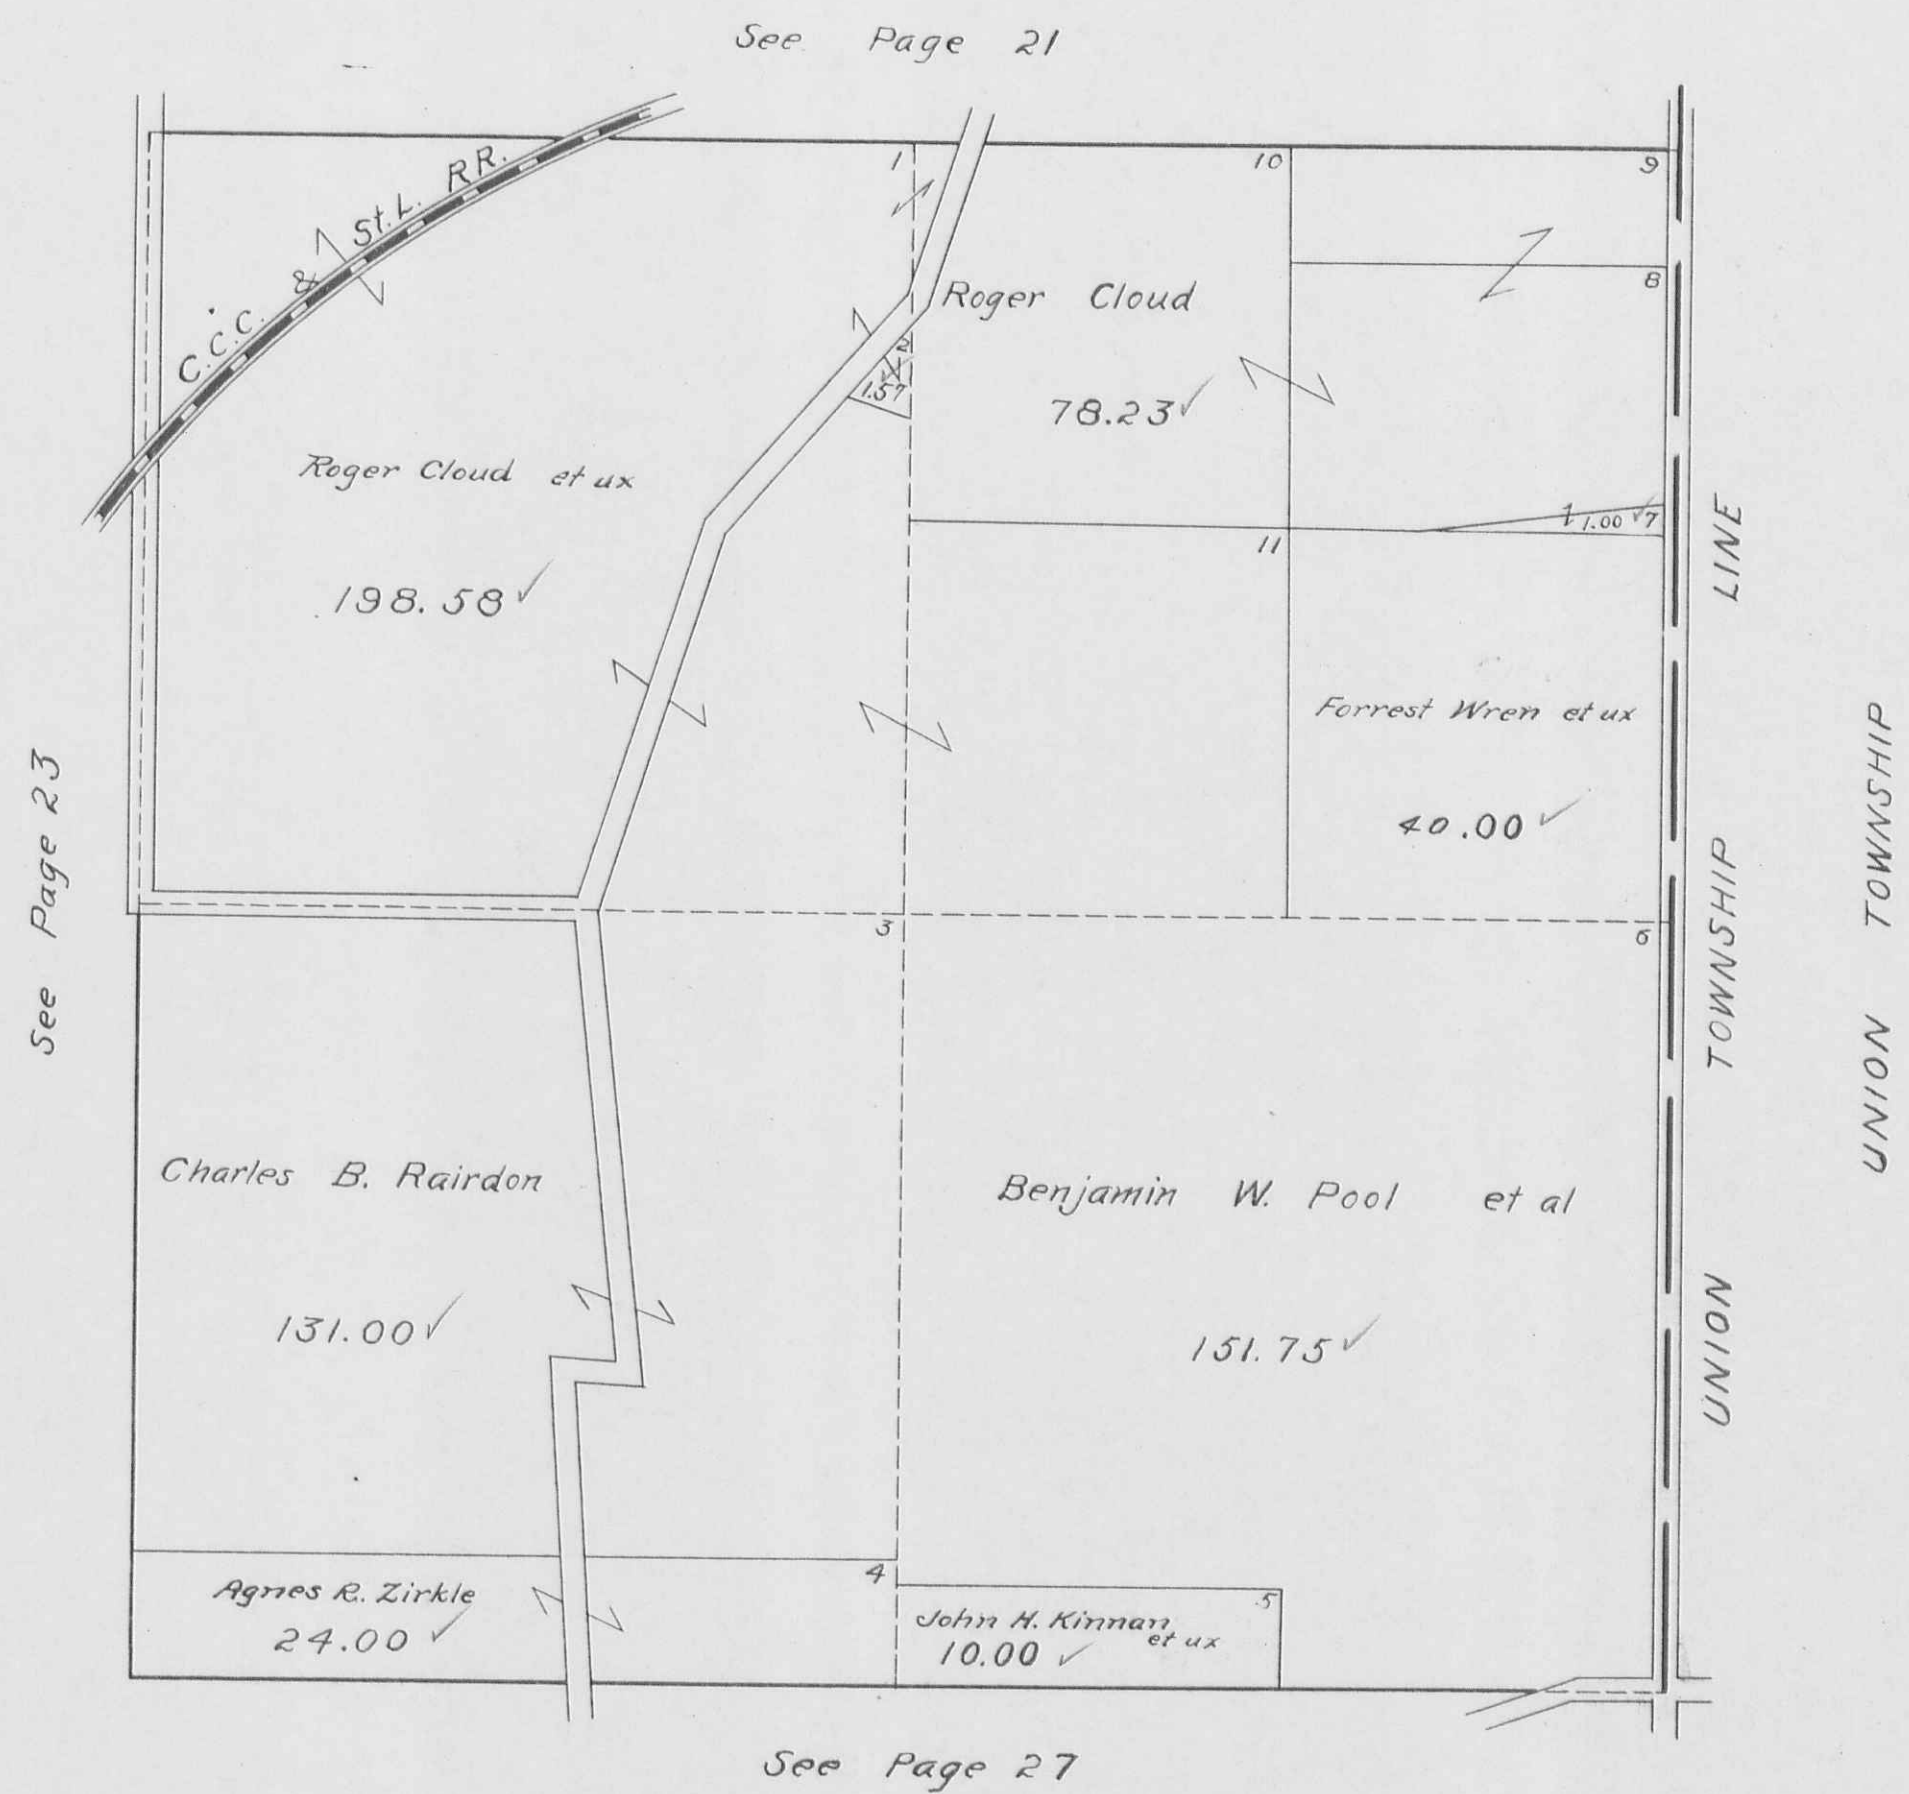 See Page 21
C.C.C. & St. L. RR.
1
10
9
8
Roger Cloud
78.23
2
1.57
Roger Cloud et ux
198.58
1.00
7
11
Forrest Wren et ux
40.00
3
6
See Page 23
UNION TOWNSHIP LINE
UNION TOWNSHIP
Charles B. Rairdon
131.00
Benjamin W. Pool et al
151.75
Agnes R. Zirkle
24.00
4
5
John H. Kinnan
et ux
10.00
See Page 27